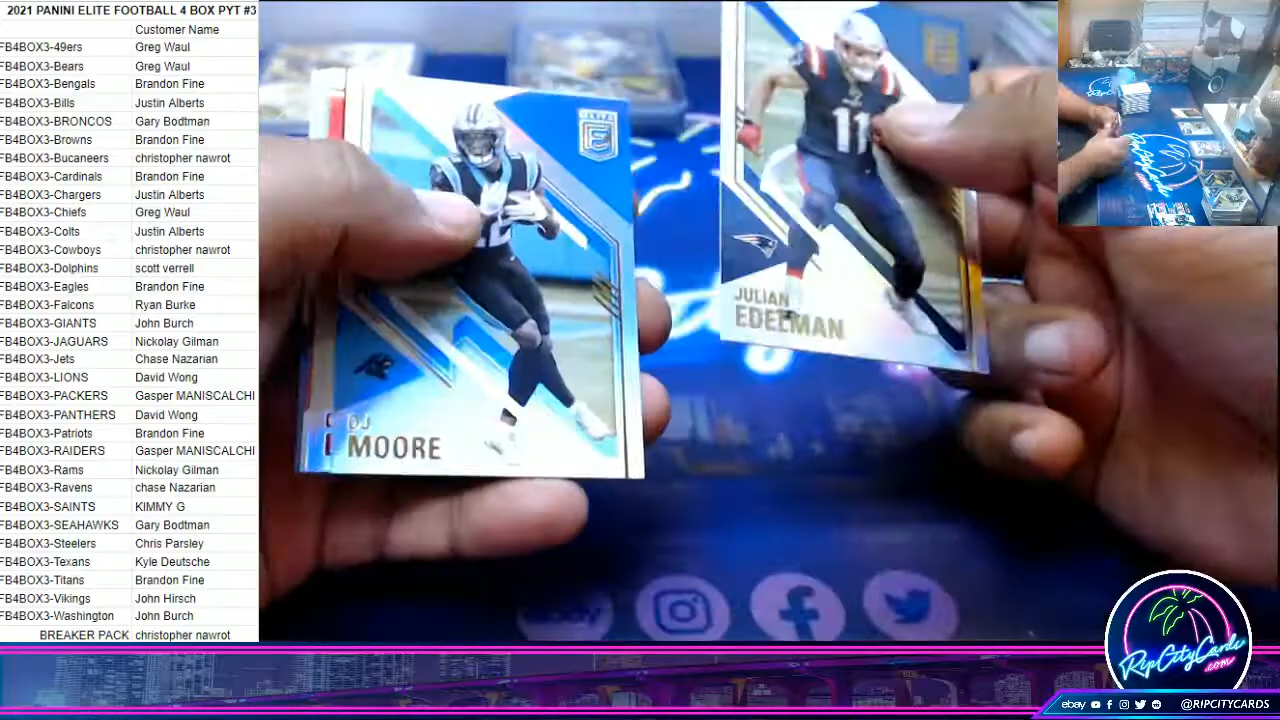 2021 PANINI ELITE FOOTBALL 4 BOX PYT #3
Customer Name
FB4BOX3-49ers Greg Waul
FB4BOX3-Bears Greg Waul
FB4BOX3-Bengals Brandon Fine
FB4BOX3-Bills Justin Alberts
FB4BOX3-BRONCOS Gary Bodtman
FB4BOX3-Browns Brandon Fine
FB4BOX3-Bucaneers christopher nawrot
FB4BOX3-Cardinals Brandon Fine
FB4BOX3-Chargers Justin Alberts
FB4BOX3-Chiefs Greg Waul
FB4BOX3-Colts Justin Alberts
FB4BOX3-Cowboys christopher nawrot
FB4BOX3-Dolphins scott verrell
FB4BOX3-Eagles Brandon Fine
FB4BOX3-Falcons Ryan Burke
FB4BOX3-GIANTS John Burch
FB4BOX3-JAGUARS Nickolay Gilman
FB4BOX3-Jets Chase Nazarian
FB4BOX3-LIONS David Wong
FB4BOX3-PACKERS Gasper MANISCALCHI
FB4BOX3-PANTHERS David Wong
FB4BOX3-Patriots Brandon Fine
FB4BOX3-RAIDERS Gasper MANISCALCHI
FB4BOX3-Rams Nickolay Gilman
FB4BOX3-Ravens chase Nazarian
FB4BOX3-SAINTS KIMMY G
FB4BOX3-SEAHAWKS Gary Bodtman
FB4BOX3-Steelers Chris Parsley
FB4BOX3-Texans Kyle Deutsche
FB4BOX3-Titans Brandon Fine
FB4BOX3-Vikings John Hirsch
FB4BOX3-Washington John Burch
BREAKER PACK christopher nawrot
ELITE
E
DJ
MOORE
11
JULIAN
EDELMAN
RipCityCards
.com
ebay @RIPCITYCARDS